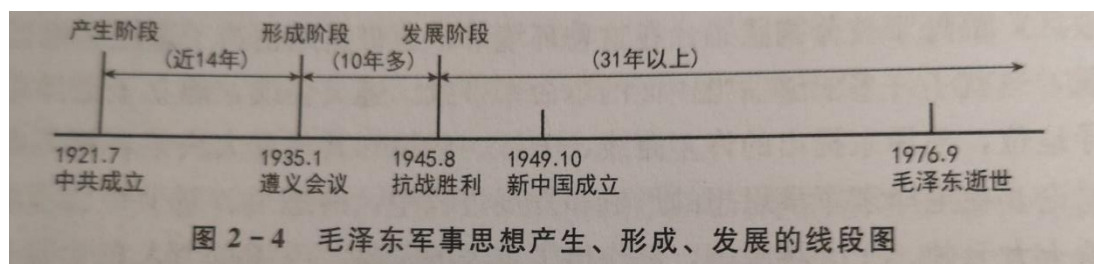 产生阶段 形成阶段 发展阶段
(近14年) (10年多) (31年以上)
1921.7 1935.1 1945.8 1949.10 1976.9
中共成立 遵义会议 抗战胜利 新中国成立 毛泽东逝世
图 2-4 毛泽东军事思想产生、形成、发展的线段图